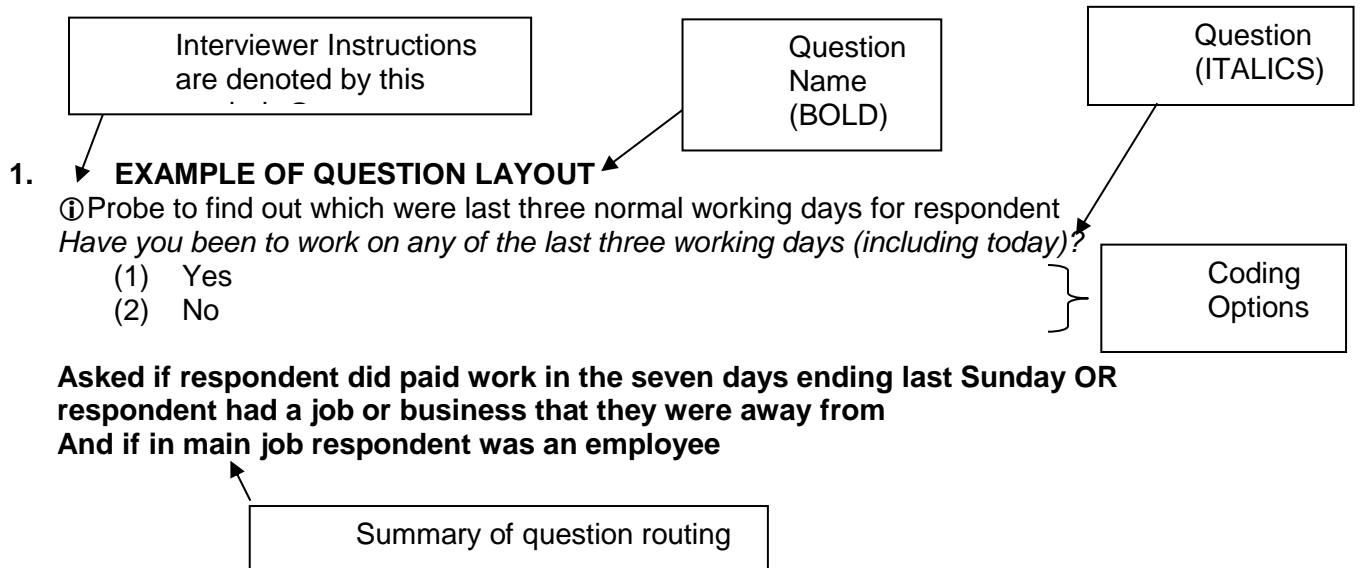 Interviewer Instructions
are denoted by this
Question
Name
(BOLD)
Question
(ITALICS)
1. EXAMPLE OF QUESTION LAYOUT
ⓘProbe to find out which were last three normal working days for respondent
Have you been to work on any of the last three working days (including today)?
(1) Yes
(2) No
Coding
Options
Asked if respondent did paid work in the seven days ending last Sunday OR
respondent had a job or business that they were away from
And if in main job respondent was an employee
Summary of question routing